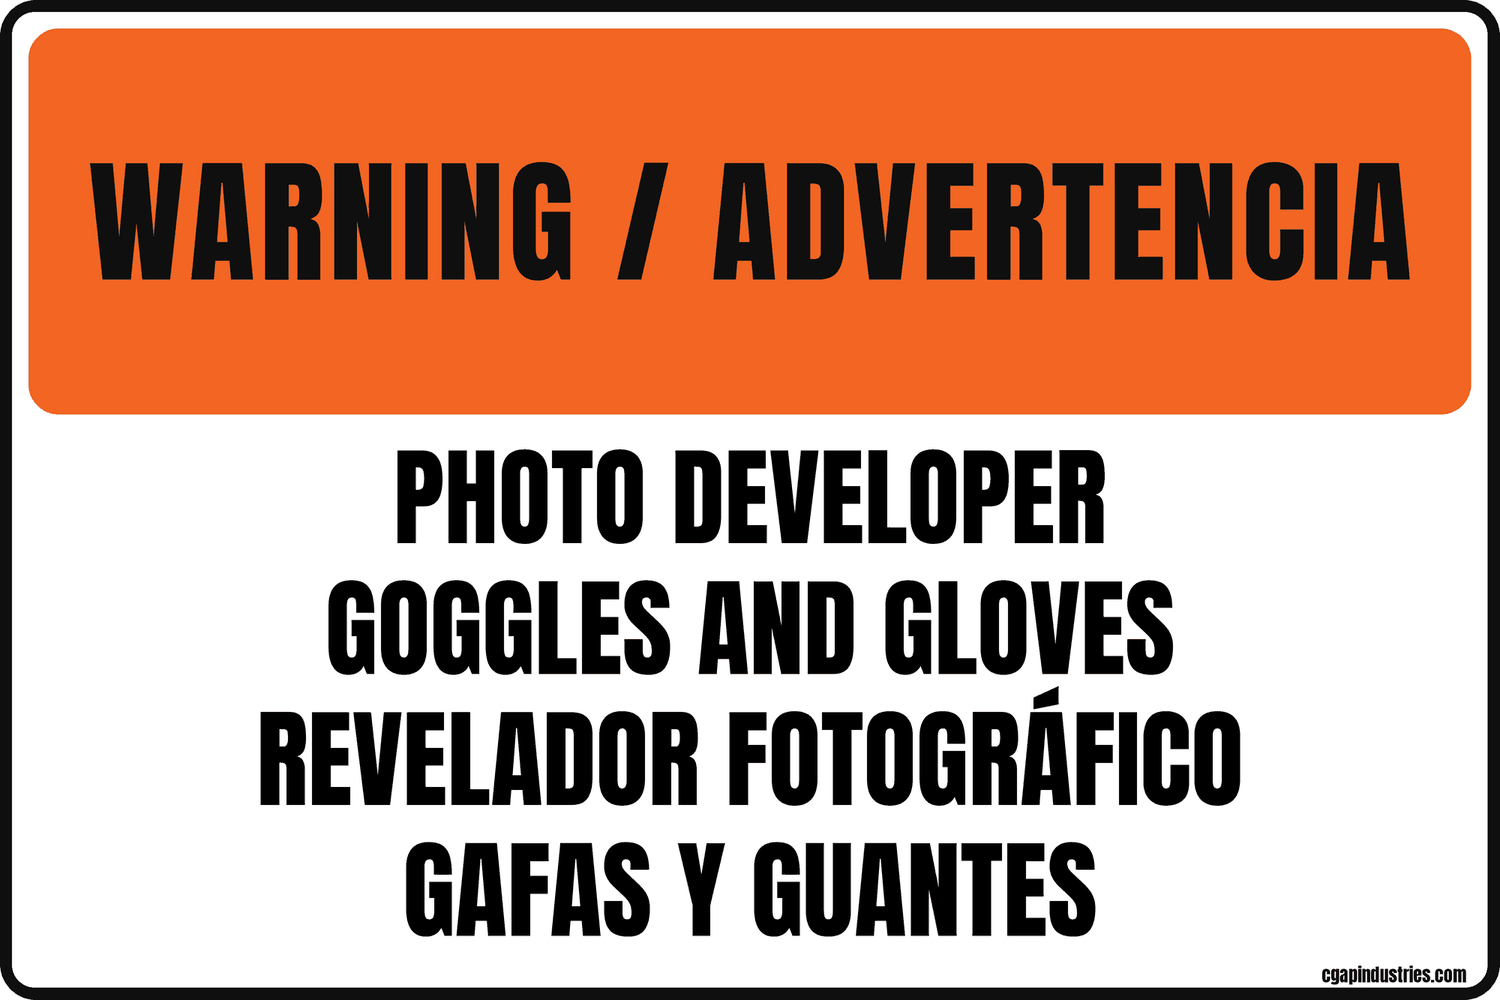 WARNING / ADVERTENCIA
PHOTO DEVELOPER
GOGGLES AND GLOVES
REVELADOR FOTOGRÁFICO
GAFAS Y GUANTES
cgapindustries.com